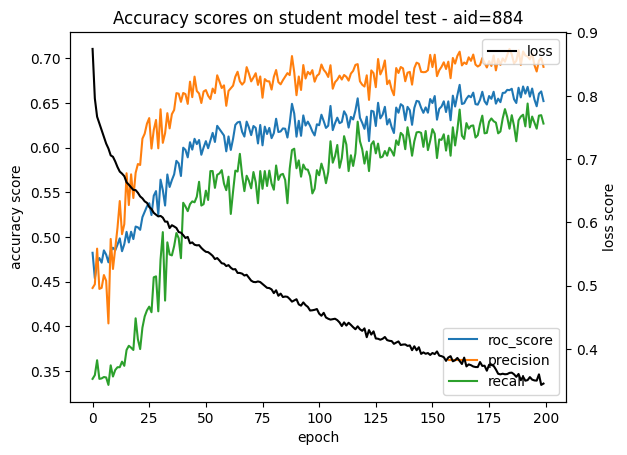 Accuracy scores on student model test - aid=884
accuracy score
0.70
0.65
0.60
0.55
0.50
0.45
0.40
0.35
0
25
50
75
100
125
150
175
200
epoch
0.9
0.8
0.7
0.6
0.5
0.4
loss score
loss
roc_score
precision
recall